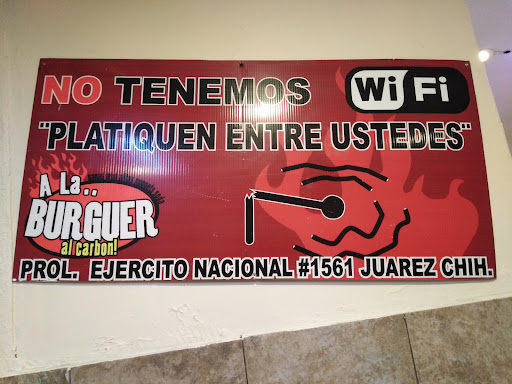 NO TENEMOS WiFi
"PLATIQUEN ENTRE USTEDES"
A La..
BURGUER
al carbon!
PROL. EJERCITO NACIONAL #1561 JUAREZ CHIH.